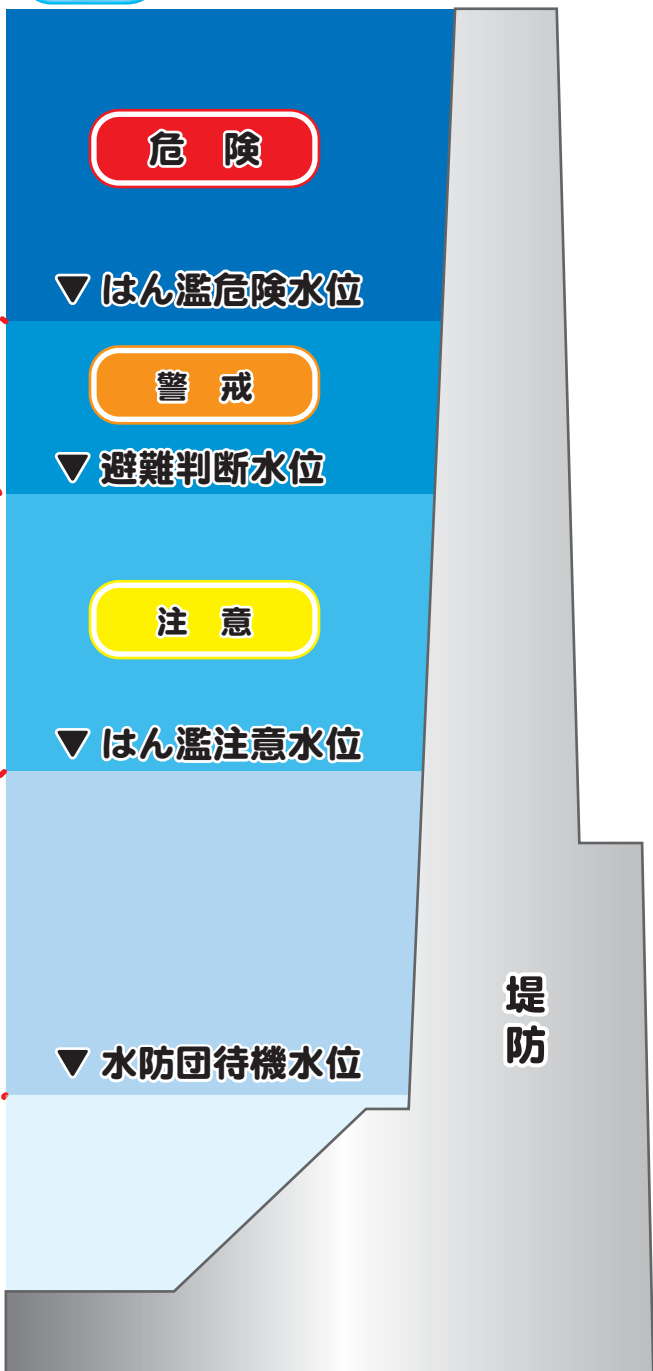 危 険
▼ はん濫危険水位
警 戒
▼ 避難判断水位
注 意
▼ はん濫注意水位
堤防
▼ 水防団待機水位